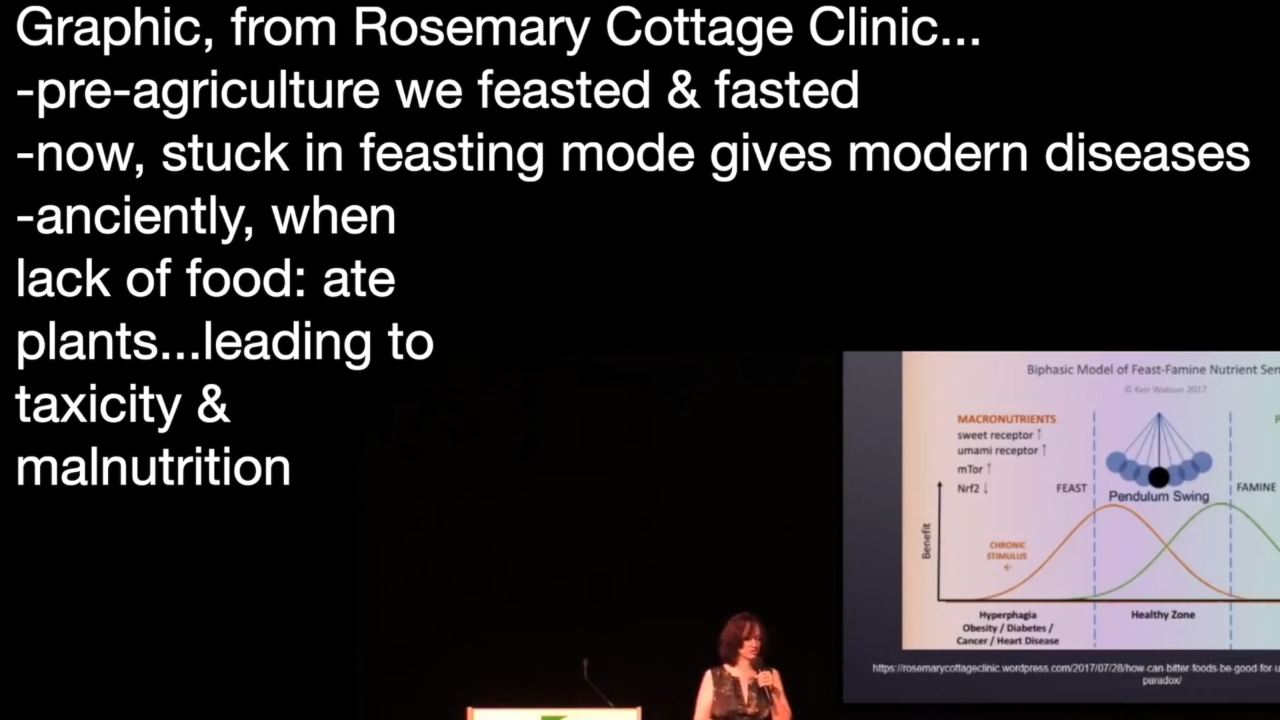 Graphic, from Rosemary Cottage Clinic...
-pre-agriculture we feasted & fasted
-now, stuck in feasting mode gives modern diseases
-anciently, when
lack of food: ate
plants...leading to
taxicity &
malnutrition
Biphasic Model of Feast-Famine Nutrient Sen
© Keir Watson 2017
MACRONUTRIENTS
sweet receptor ↑
umami receptor ↑
mTor ↑
Nrf2 ↓
FEAST
Pendulum Swing
FAMINE
P
Benefit
CHRONIC
STIMULUS
←
Hyperphagia
Obesity / Diabetes /
Cancer / Heart Disease
Healthy Zone
https://rosemarycottageclinic.wordpress.com/2017/07/28/how-can-bitter-foods-be-good-for-u
paradox/